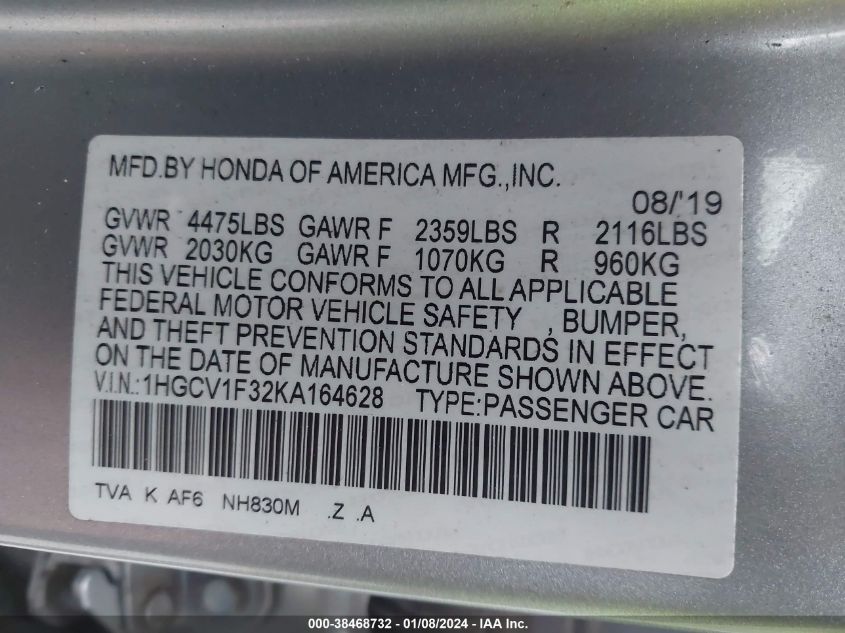 MFD.BY HONDA OF AMERICA MFG.,INC.
08/'19
GVWR 4475LBS GAWR F 2359LBS R 2116LBS
GVWR 2030KG GAWR F 1070KG R 960KG
THIS VEHICLE CONFORMS TO ALL APPLICABLE
FEDERAL MOTOR VEHICLE SAFETY , BUMPER,
AND THEFT PREVENTION STANDARDS IN EFFECT
ON THE DATE OF MANUFACTURE SHOWN ABOVE.
V.I.N.:1HGCV1F32KA164628 TYPE:PASSENGER CAR
TVA K AF6 NH830M .Z .A
000-38468732 - 01/08/2024 - IAA Inc.